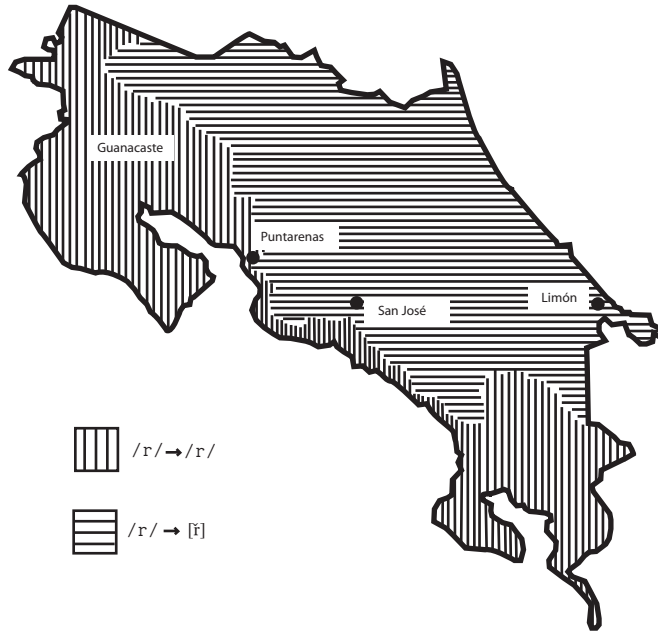 Guanacaste
Puntarenas
San José
Limón
/r/ → /r/
/r/ → [ř]